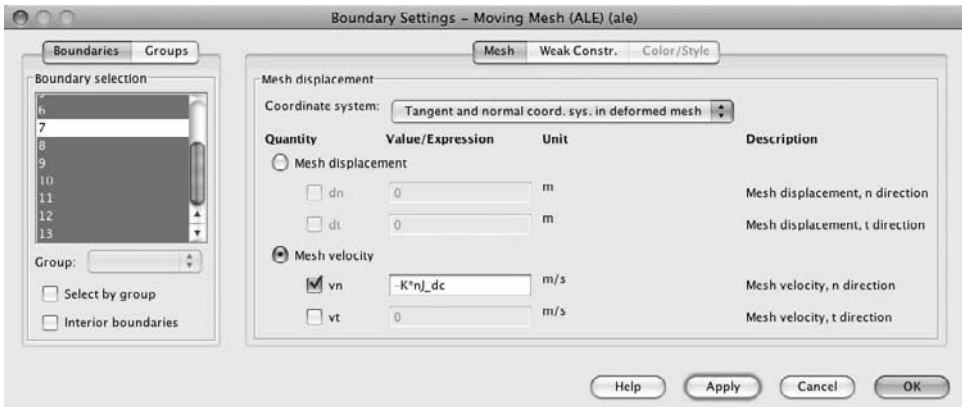 Boundary Settings – Moving Mesh (ALE) (ale)
Boundaries Groups
Mesh Weak Constr. Color/Style
Boundary selection
6
7
8
9
10
11
12
13
Group:
Select by group
Interior boundaries
Mesh displacement
Coordinate system: Tangent and normal coord. sys. in deformed mesh
Quantity Value/Expression Unit Description
Mesh displacement
dn 0 m Mesh displacement, n direction
dt 0 m Mesh displacement, t direction
Mesh velocity
vn -K*nJ_dc m/s Mesh velocity, n direction
vt 0 m/s Mesh velocity, t direction
Help Apply Cancel OK